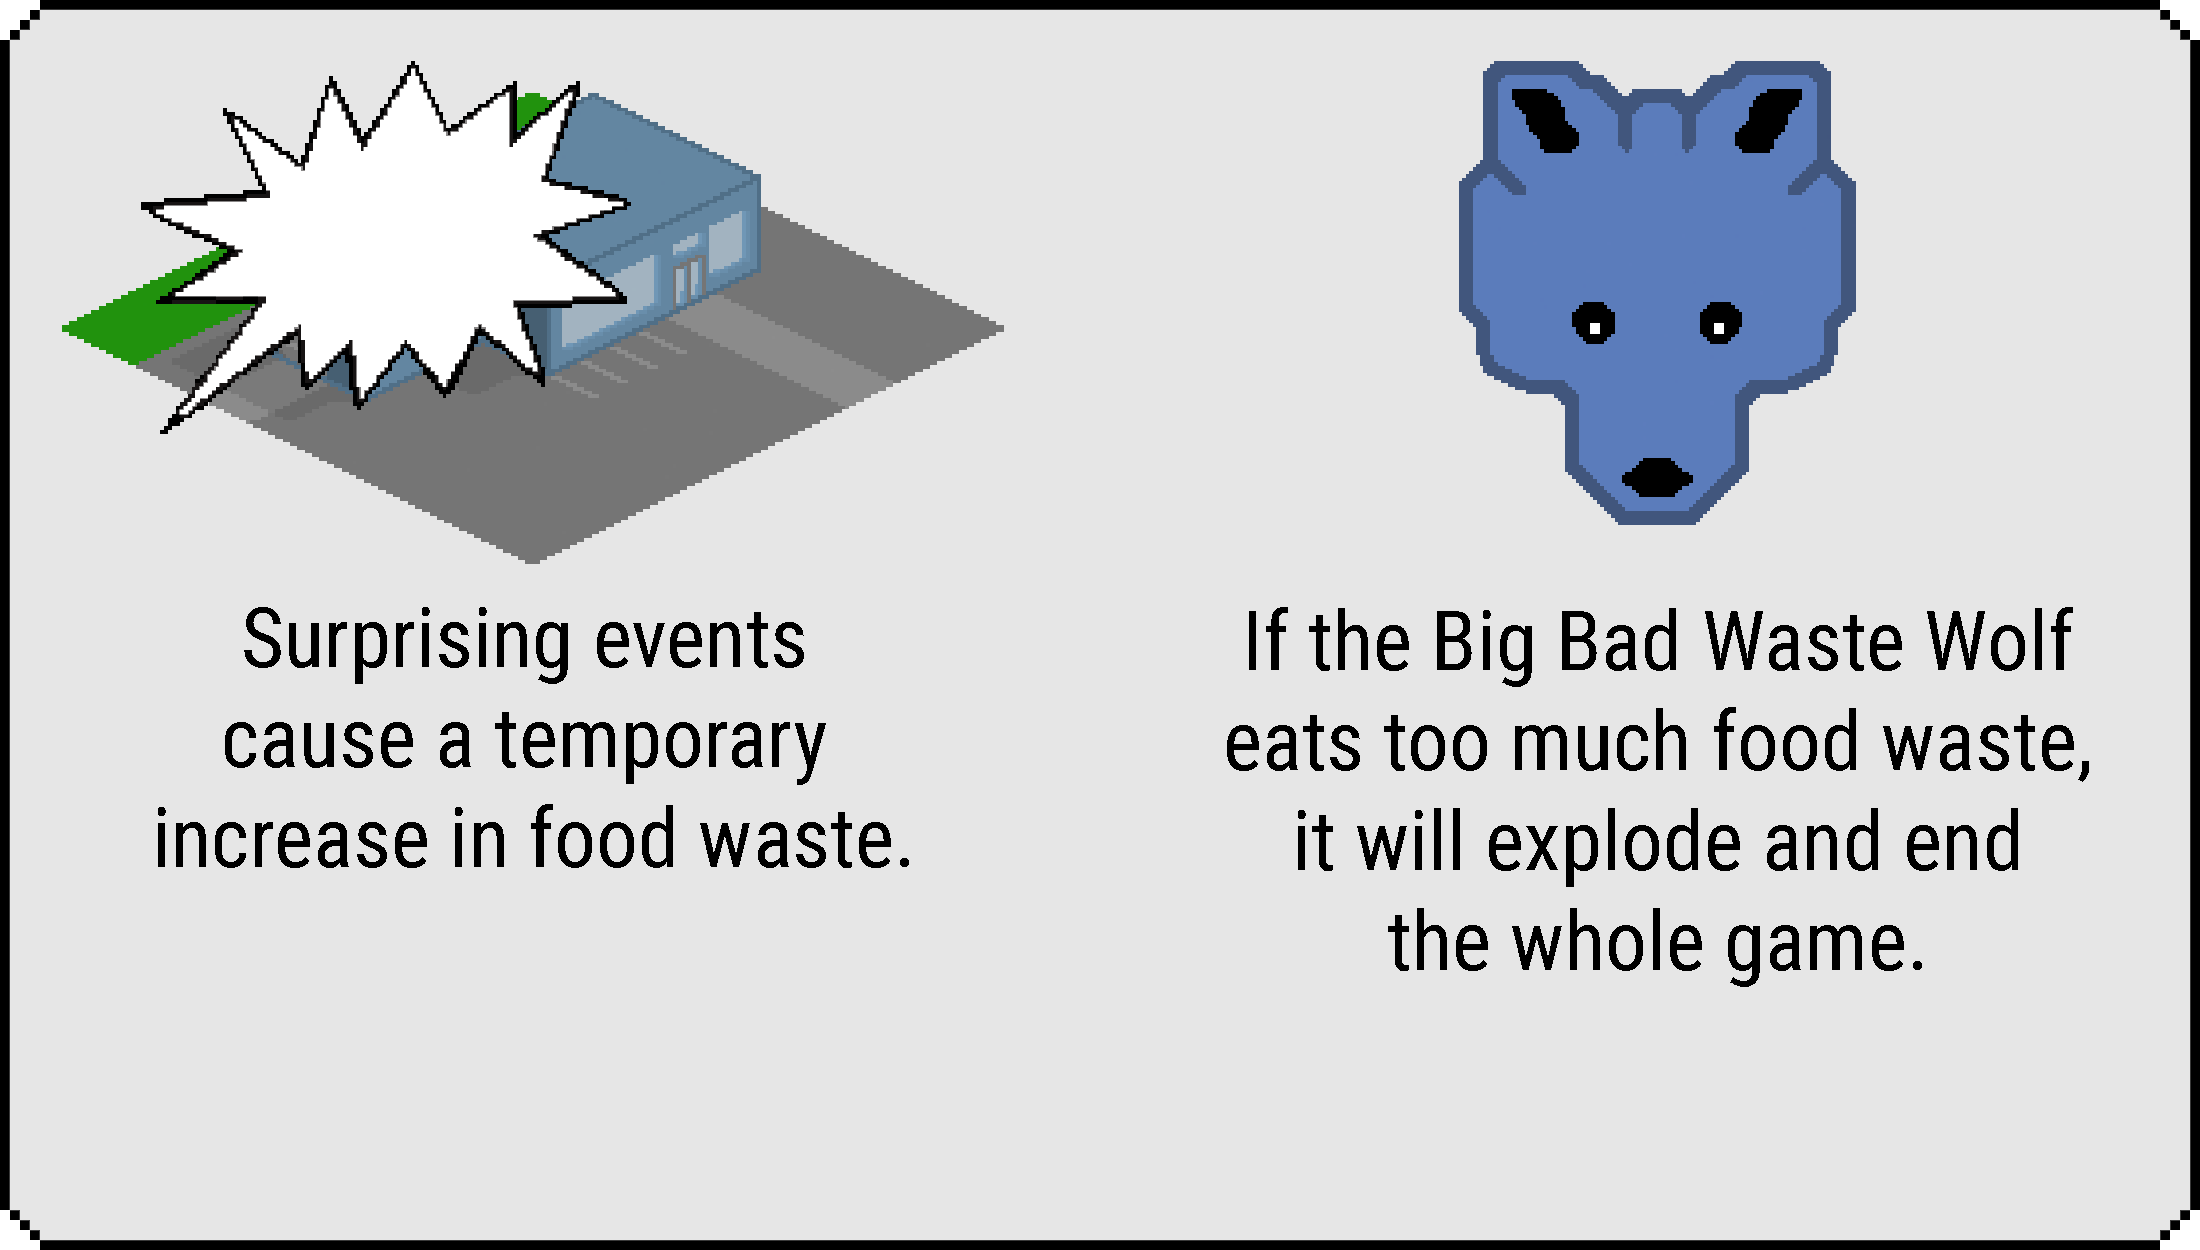 Surprising events
cause a temporary
increase in food waste.
If the Big Bad Waste Wolf
eats too much food waste,
it will explode and end
the whole game.